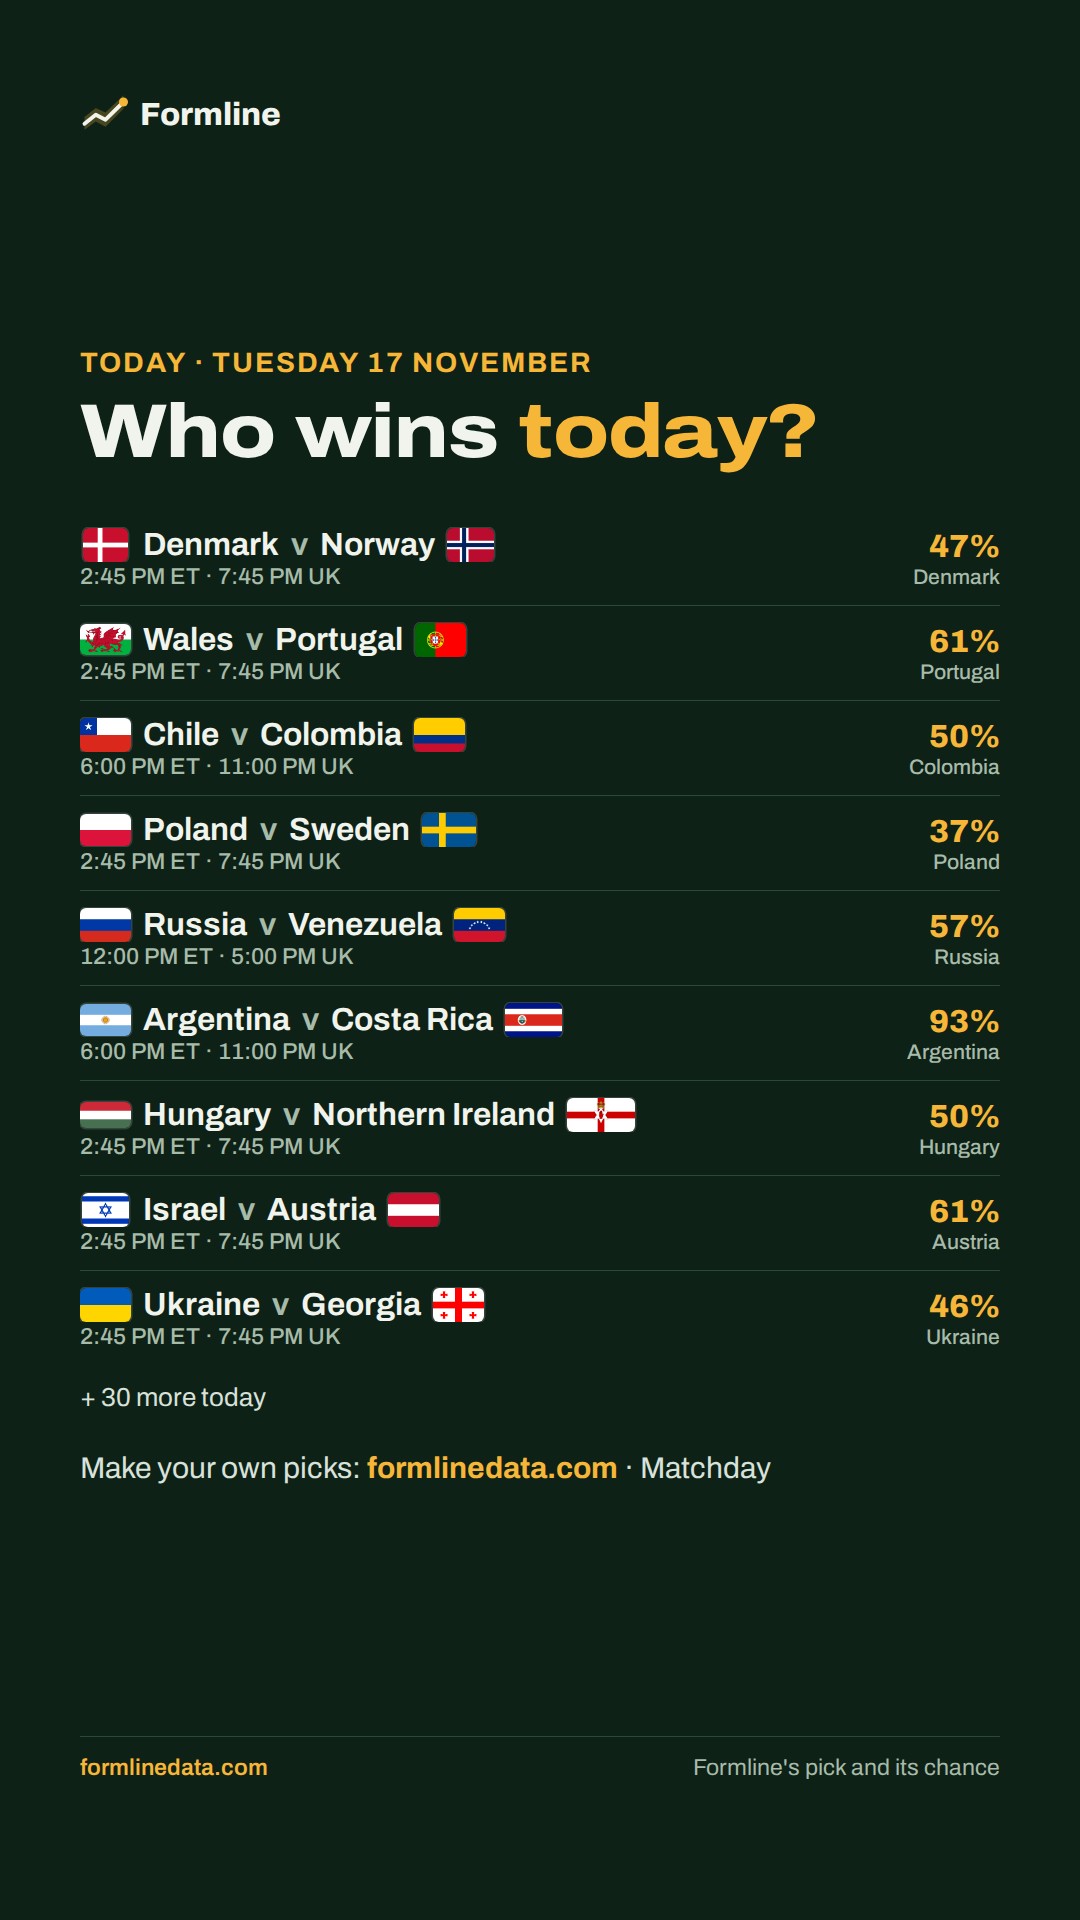 Formline
TODAY · TUESDAY 17 NOVEMBER
Who wins today?
Denmark v Norway
47%
2:45 PM ET · 7:45 PM UK
Denmark
Wales v Portugal
61%
2:45 PM ET · 7:45 PM UK
Portugal
Chile v Colombia
50%
6:00 PM ET · 11:00 PM UK
Colombia
Poland v Sweden
37%
2:45 PM ET · 7:45 PM UK
Poland
Russia v Venezuela
57%
12:00 PM ET · 5:00 PM UK
Russia
Argentina v Costa Rica
93%
6:00 PM ET · 11:00 PM UK
Argentina
Hungary v Northern Ireland
50%
2:45 PM ET · 7:45 PM UK
Hungary
Israel v Austria
61%
2:45 PM ET · 7:45 PM UK
Austria
Ukraine v Georgia
46%
2:45 PM ET · 7:45 PM UK
Ukraine
+ 30 more today
Make your own picks: formlinedata.com · Matchday
formlinedata.com
Formline's pick and its chance